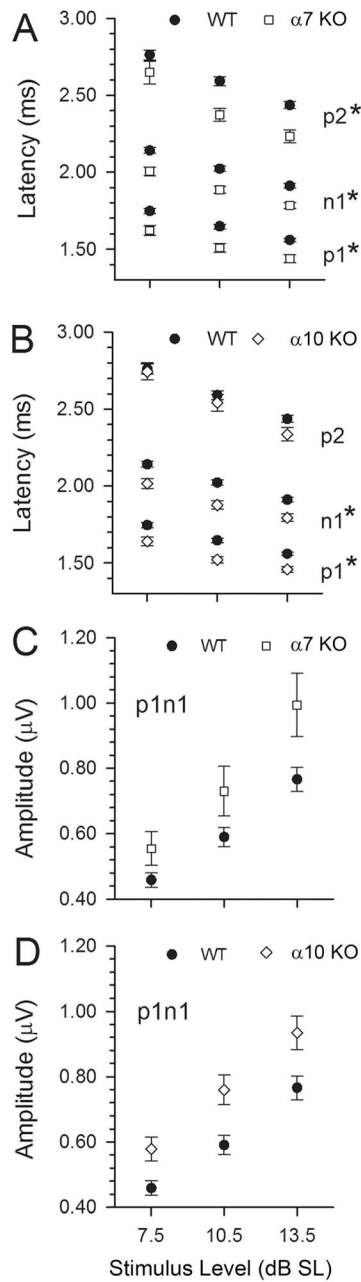 A ● WT □ α7 KO
3.00
2.50
2.00
1.50
Latency (ms)
p2*
n1*
p1*
B ● WT ◇ α10 KO
3.00
2.50
2.00
1.50
Latency (ms)
p2
n1*
p1*
C ● WT □ α7 KO
1.20
1.00
0.80
0.60
0.40
Amplitude (μV)
p1n1
D ● WT ◇ α10 KO
1.20
1.00
0.80
0.60
0.40
Amplitude (μV)
p1n1
7.5 10.5 13.5
Stimulus Level (dB SL)